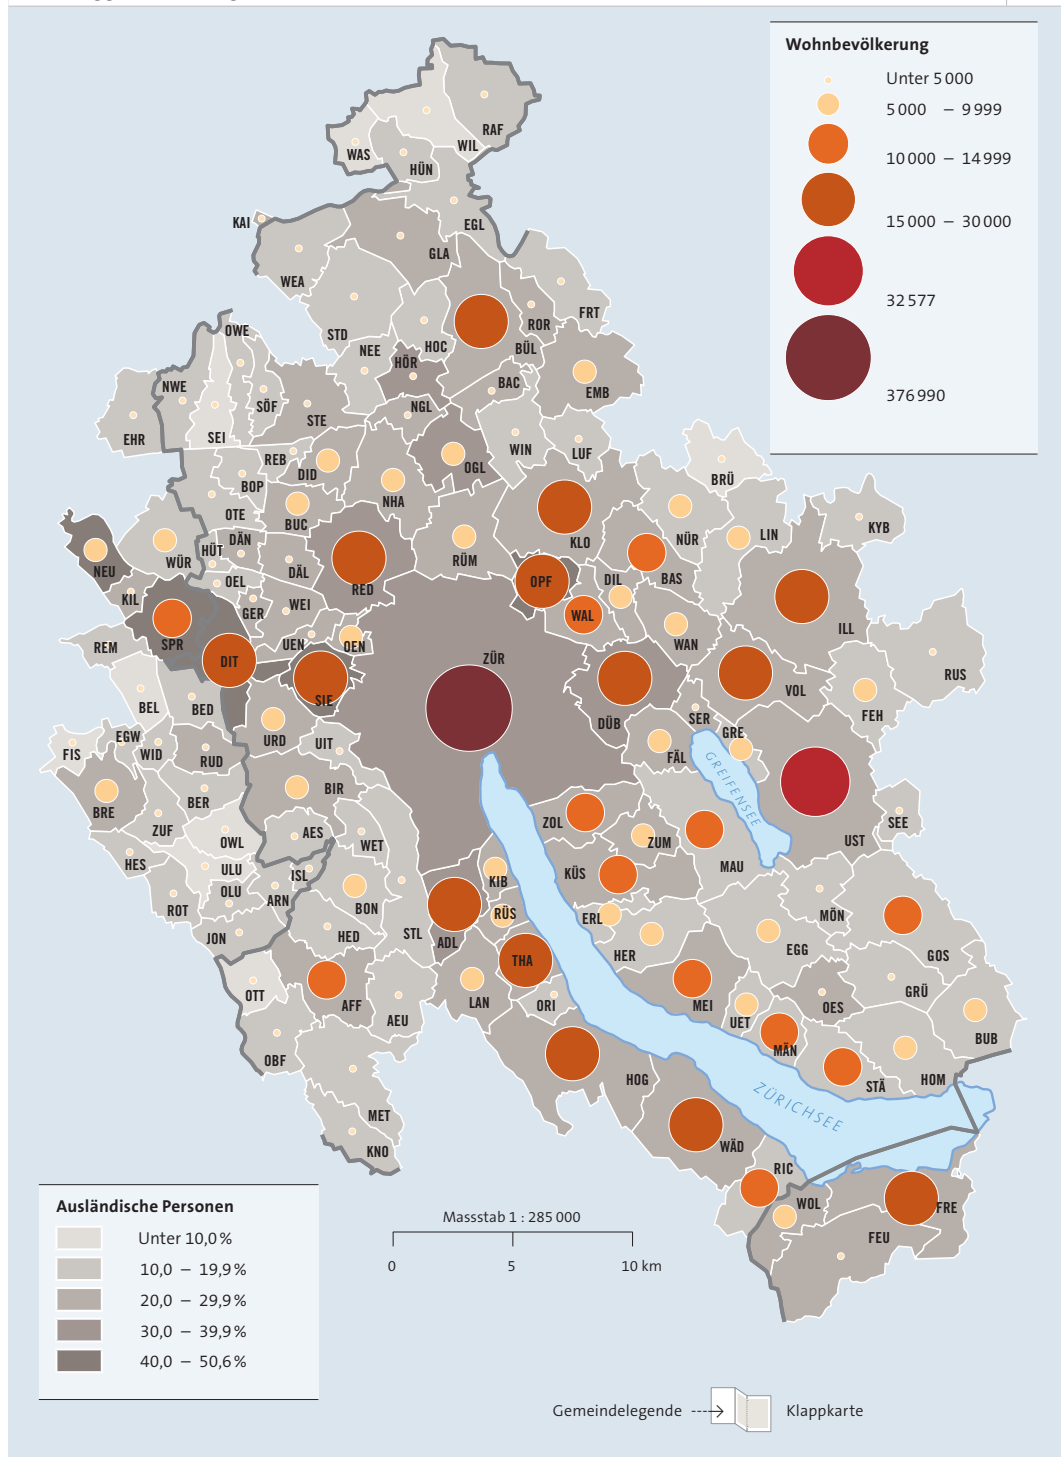 Wohnbevölkerung
Unter 5 000
5 000 – 9 999
10 000 – 14 999
15 000 – 30 000
32 577
376 990
RAF
WIL
WAS
HÜN
KAI
EGL
GLA
WEA
STD
FRT
ROR
BÜL
HOC
NEE
HÖR
OWE
NWE
SÖF
STE
SEI
EHR
BAC
EMB
NGL
WIN
LUF
OGL
REB
DID
BOP
NHA
BRÜ
OTE
BUC
KLO
NÜR
LIN
KYB
DÄN
HÜT
WÜR
RÜM
NEU
DÄL
RED
OPF
DIL
BAS
OEL
KIL
GER
WEI
WAL
ILL
SPR
REM
UEN
OEN
WAN
DIT
ZÜR
RUS
SIE
VOL
BEL
BED
SER
FEH
DÜB
GRE
URD
UIT
EGW
FIS
WID
RUD
FÄL
GREIFENSEE
BIR
BER
BRE
ZUF
ZOL
SEE
AES
OWL
WET
ZUM
UST
HES
ULU
ISL
KÜS
MAU
KIB
OLU
ARN
ROT
BON
RÜS
ERL
MÖN
JON
HED
STL
ADL
HER
EGG
GOS
THA
OTT
AFF
LAN
ORI
MEI
GRÜ
AEU
UET
OES
BUB
MÄN
OBF
HOG
STÄ
HOM
ZÜRICHSEE
MET
KNO
WÄD
RIC
WOL
FRE
FEU
Ausländische Personen
Unter 10,0 %
10,0 – 19,9 %
20,0 – 29,9 %
30,0 – 39,9 %
40,0 – 50,6 %
Massstab 1 : 285 000
0 5 10 km
Gemeindelegende
Klappkarte